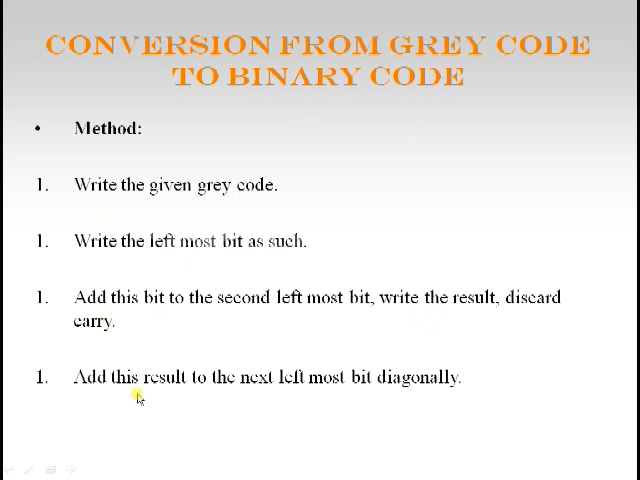 CONVERSION FROM GREY CODE
TO BINARY CODE
• Method:
1. Write the given grey code.
1. Write the left most bit as such.
1. Add this bit to the second left most bit, write the result, discard
carry.
1. Add this result to the next left most bit diagonally.